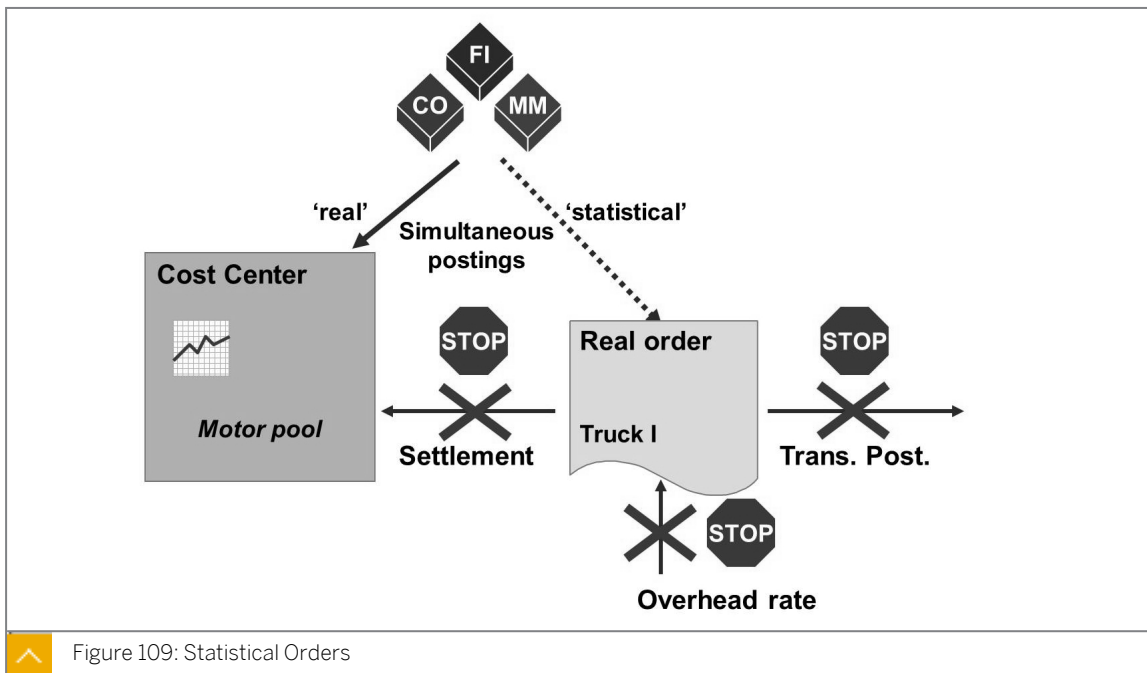 FI
CO
MM
'real'
'statistical'
Simultaneous
postings
Cost Center
Motor pool
STOP
Settlement
Real order
Truck I
STOP
Trans. Post.
STOP
Overhead rate
Figure 109: Statistical Orders